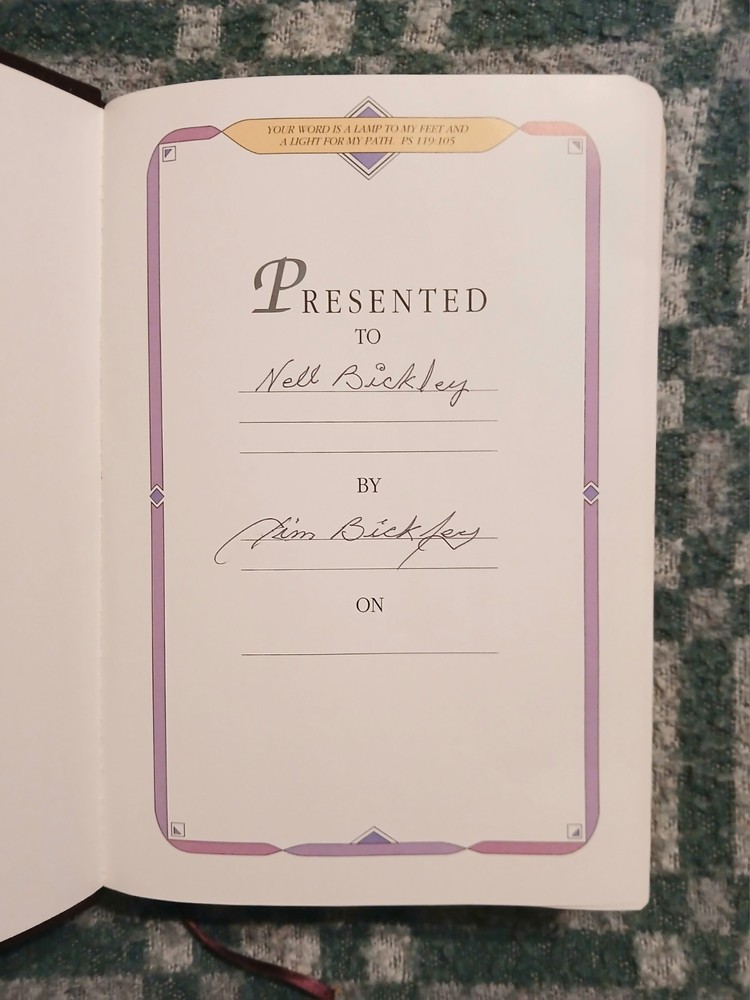 YOUR WORD IS A LAMP TO MY FEET AND
A LIGHT FOR MY PATH. PS 119:105
PRESENTED
TO
Nell Bickley
BY
Jim Bickley
ON